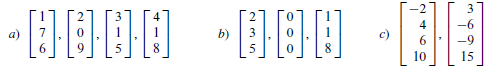 a) [1 7 6], [2 0 9], [3 1 5], [4 1 8] b) [2 3 5], [0 0 0], [1 1 8] c) [-2 4 6 10], [3 -6 -9 15]